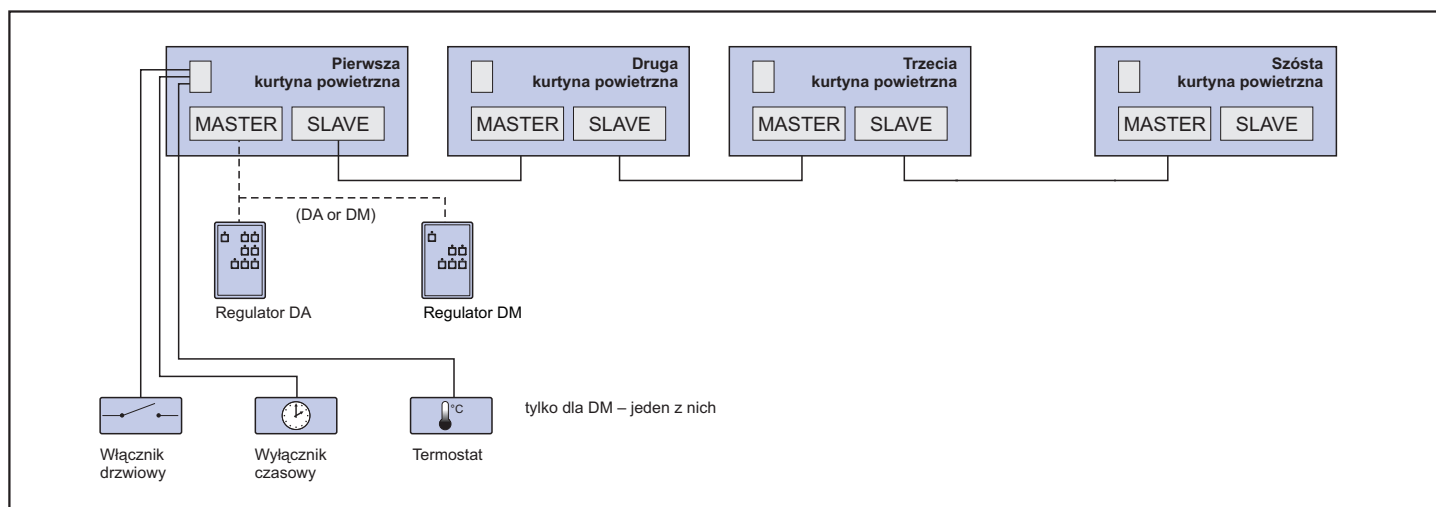 Pierwsza
kurtyna powietrzna
MASTER
SLAVE
Druga
kurtyna powietrzna
MASTER
SLAVE
Trzecia
kurtyna powietrzna
MASTER
SLAVE
Szósta
kurtyna powietrzna
MASTER
SLAVE
(DA or DM)
Regulator DA
Regulator DM
°C
tylko dla DM – jeden z nich
Włącznik
drzwiowy
Wyłącznik
czasowy
Termostat